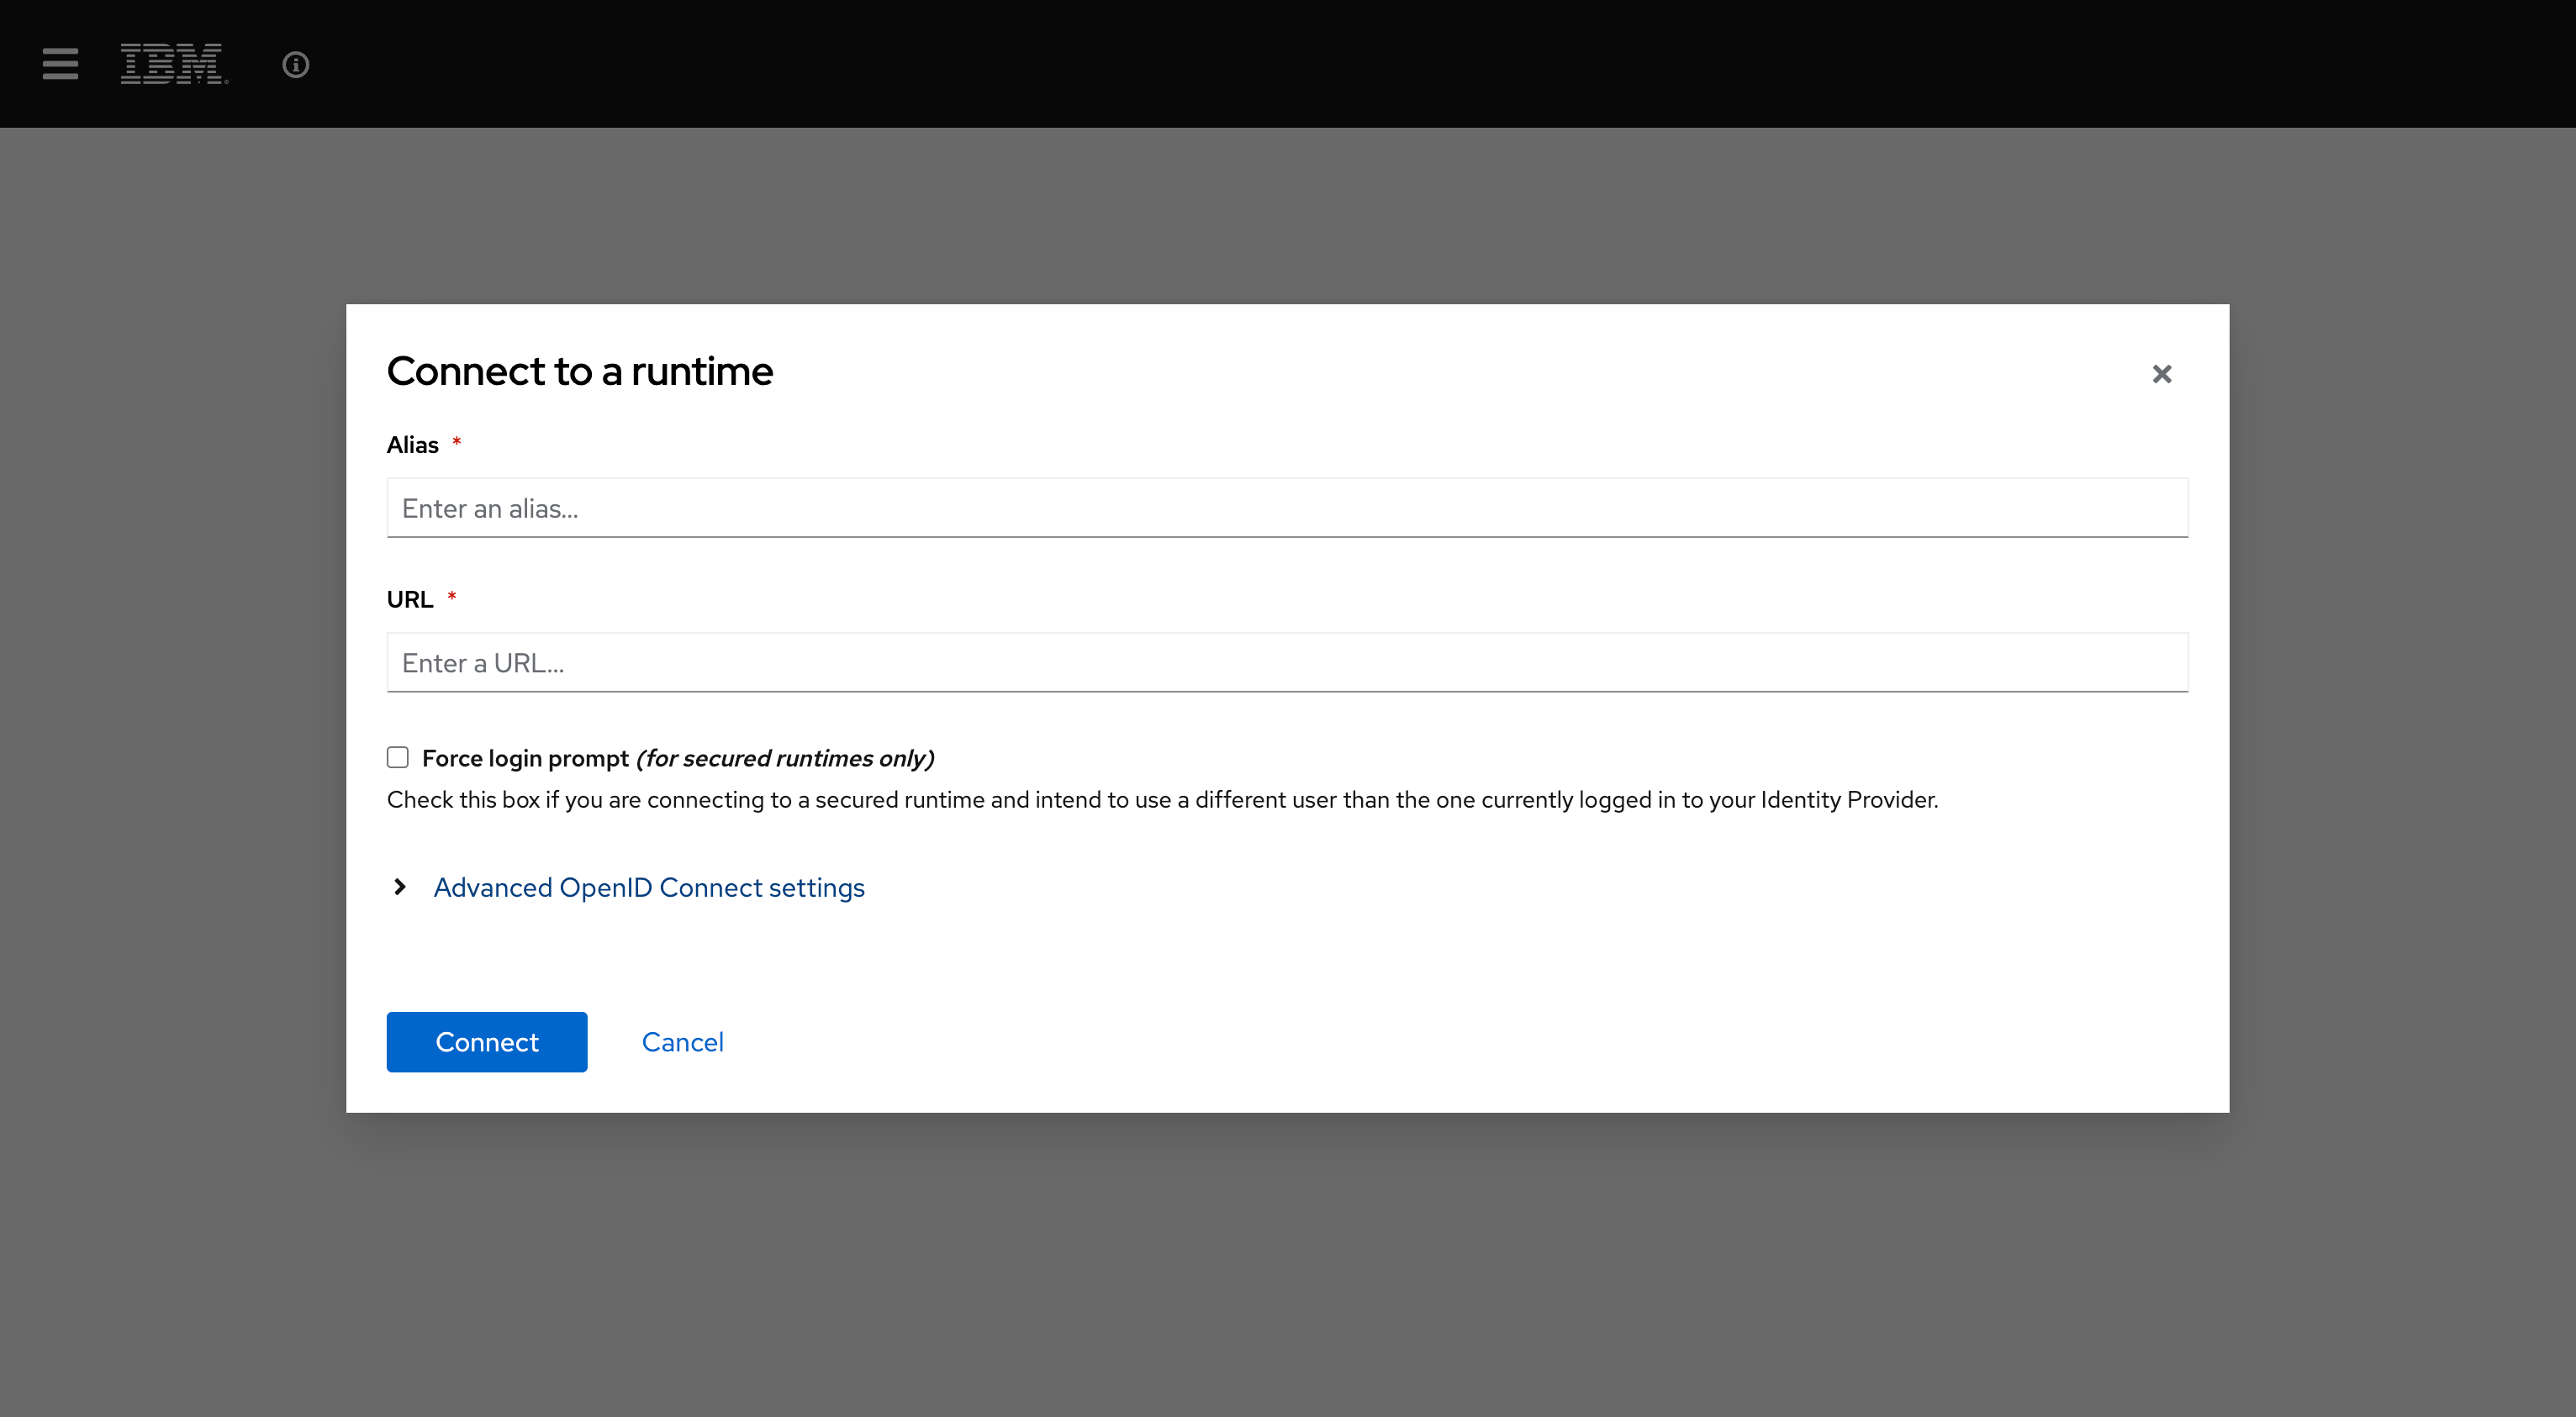 IBM
Connect to a runtime
Alias *
Enter an alias...
URL *
Enter a URL...
Force login prompt (for secured runtimes only)
Check this box if you are connecting to a secured runtime and intend to use a different user than the one currently logged in to your Identity Provider.
Advanced OpenID Connect settings
Connect Cancel